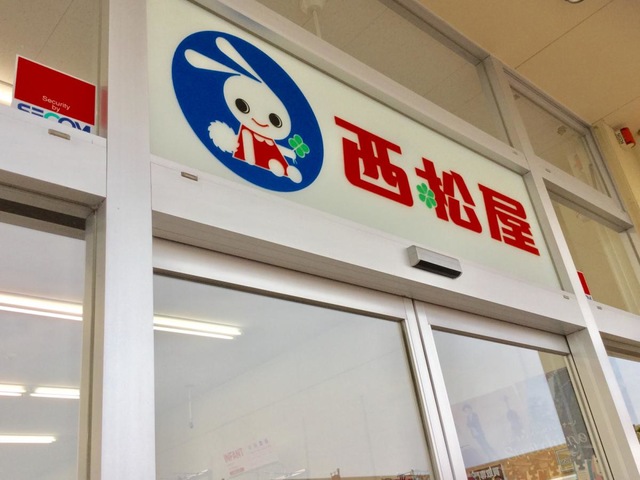 Security
by
SECOM
西松屋